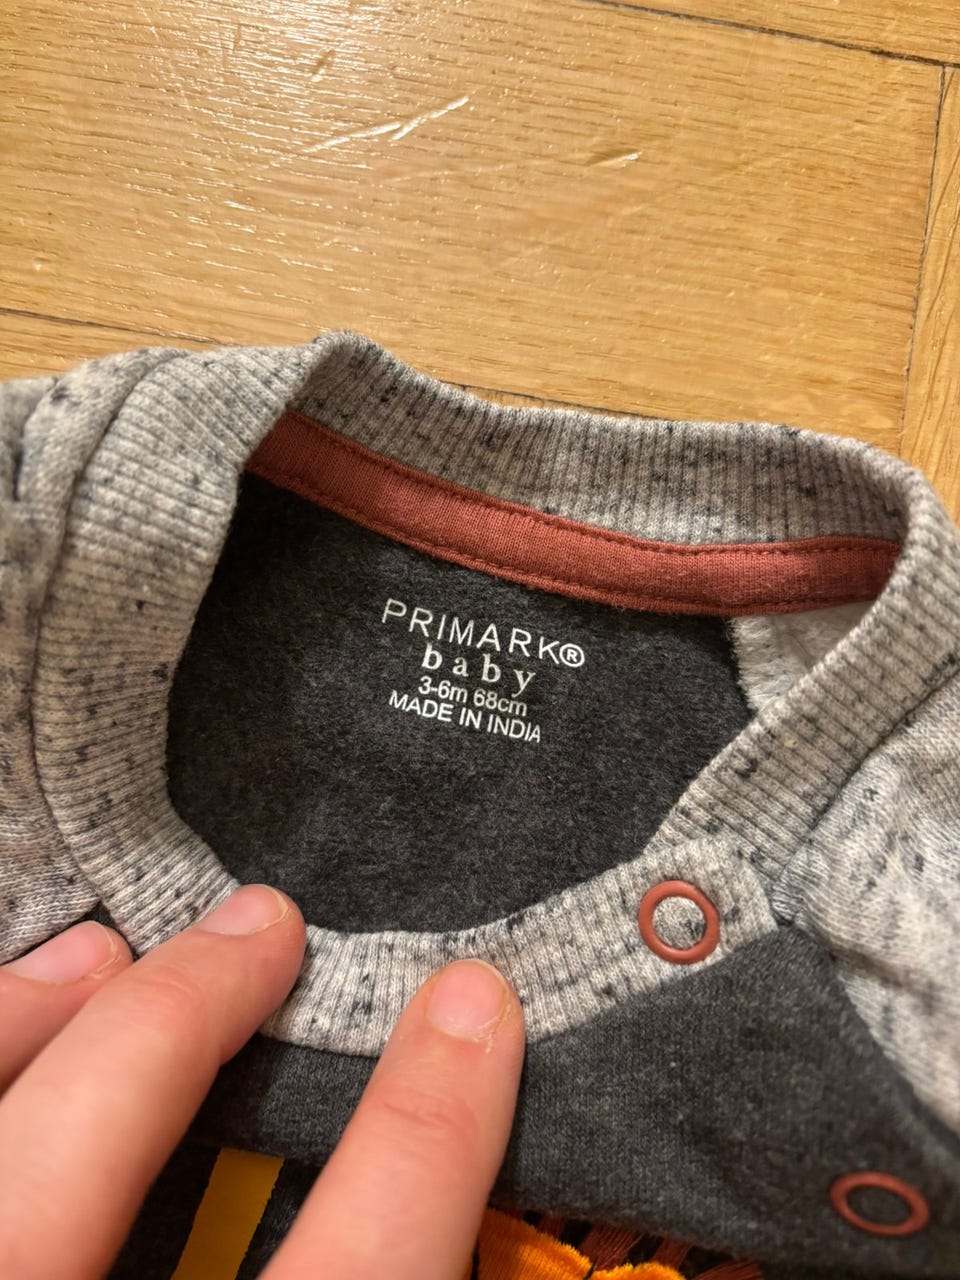 PRIMARK®
baby
3-6m 68cm
MADE IN INDIA